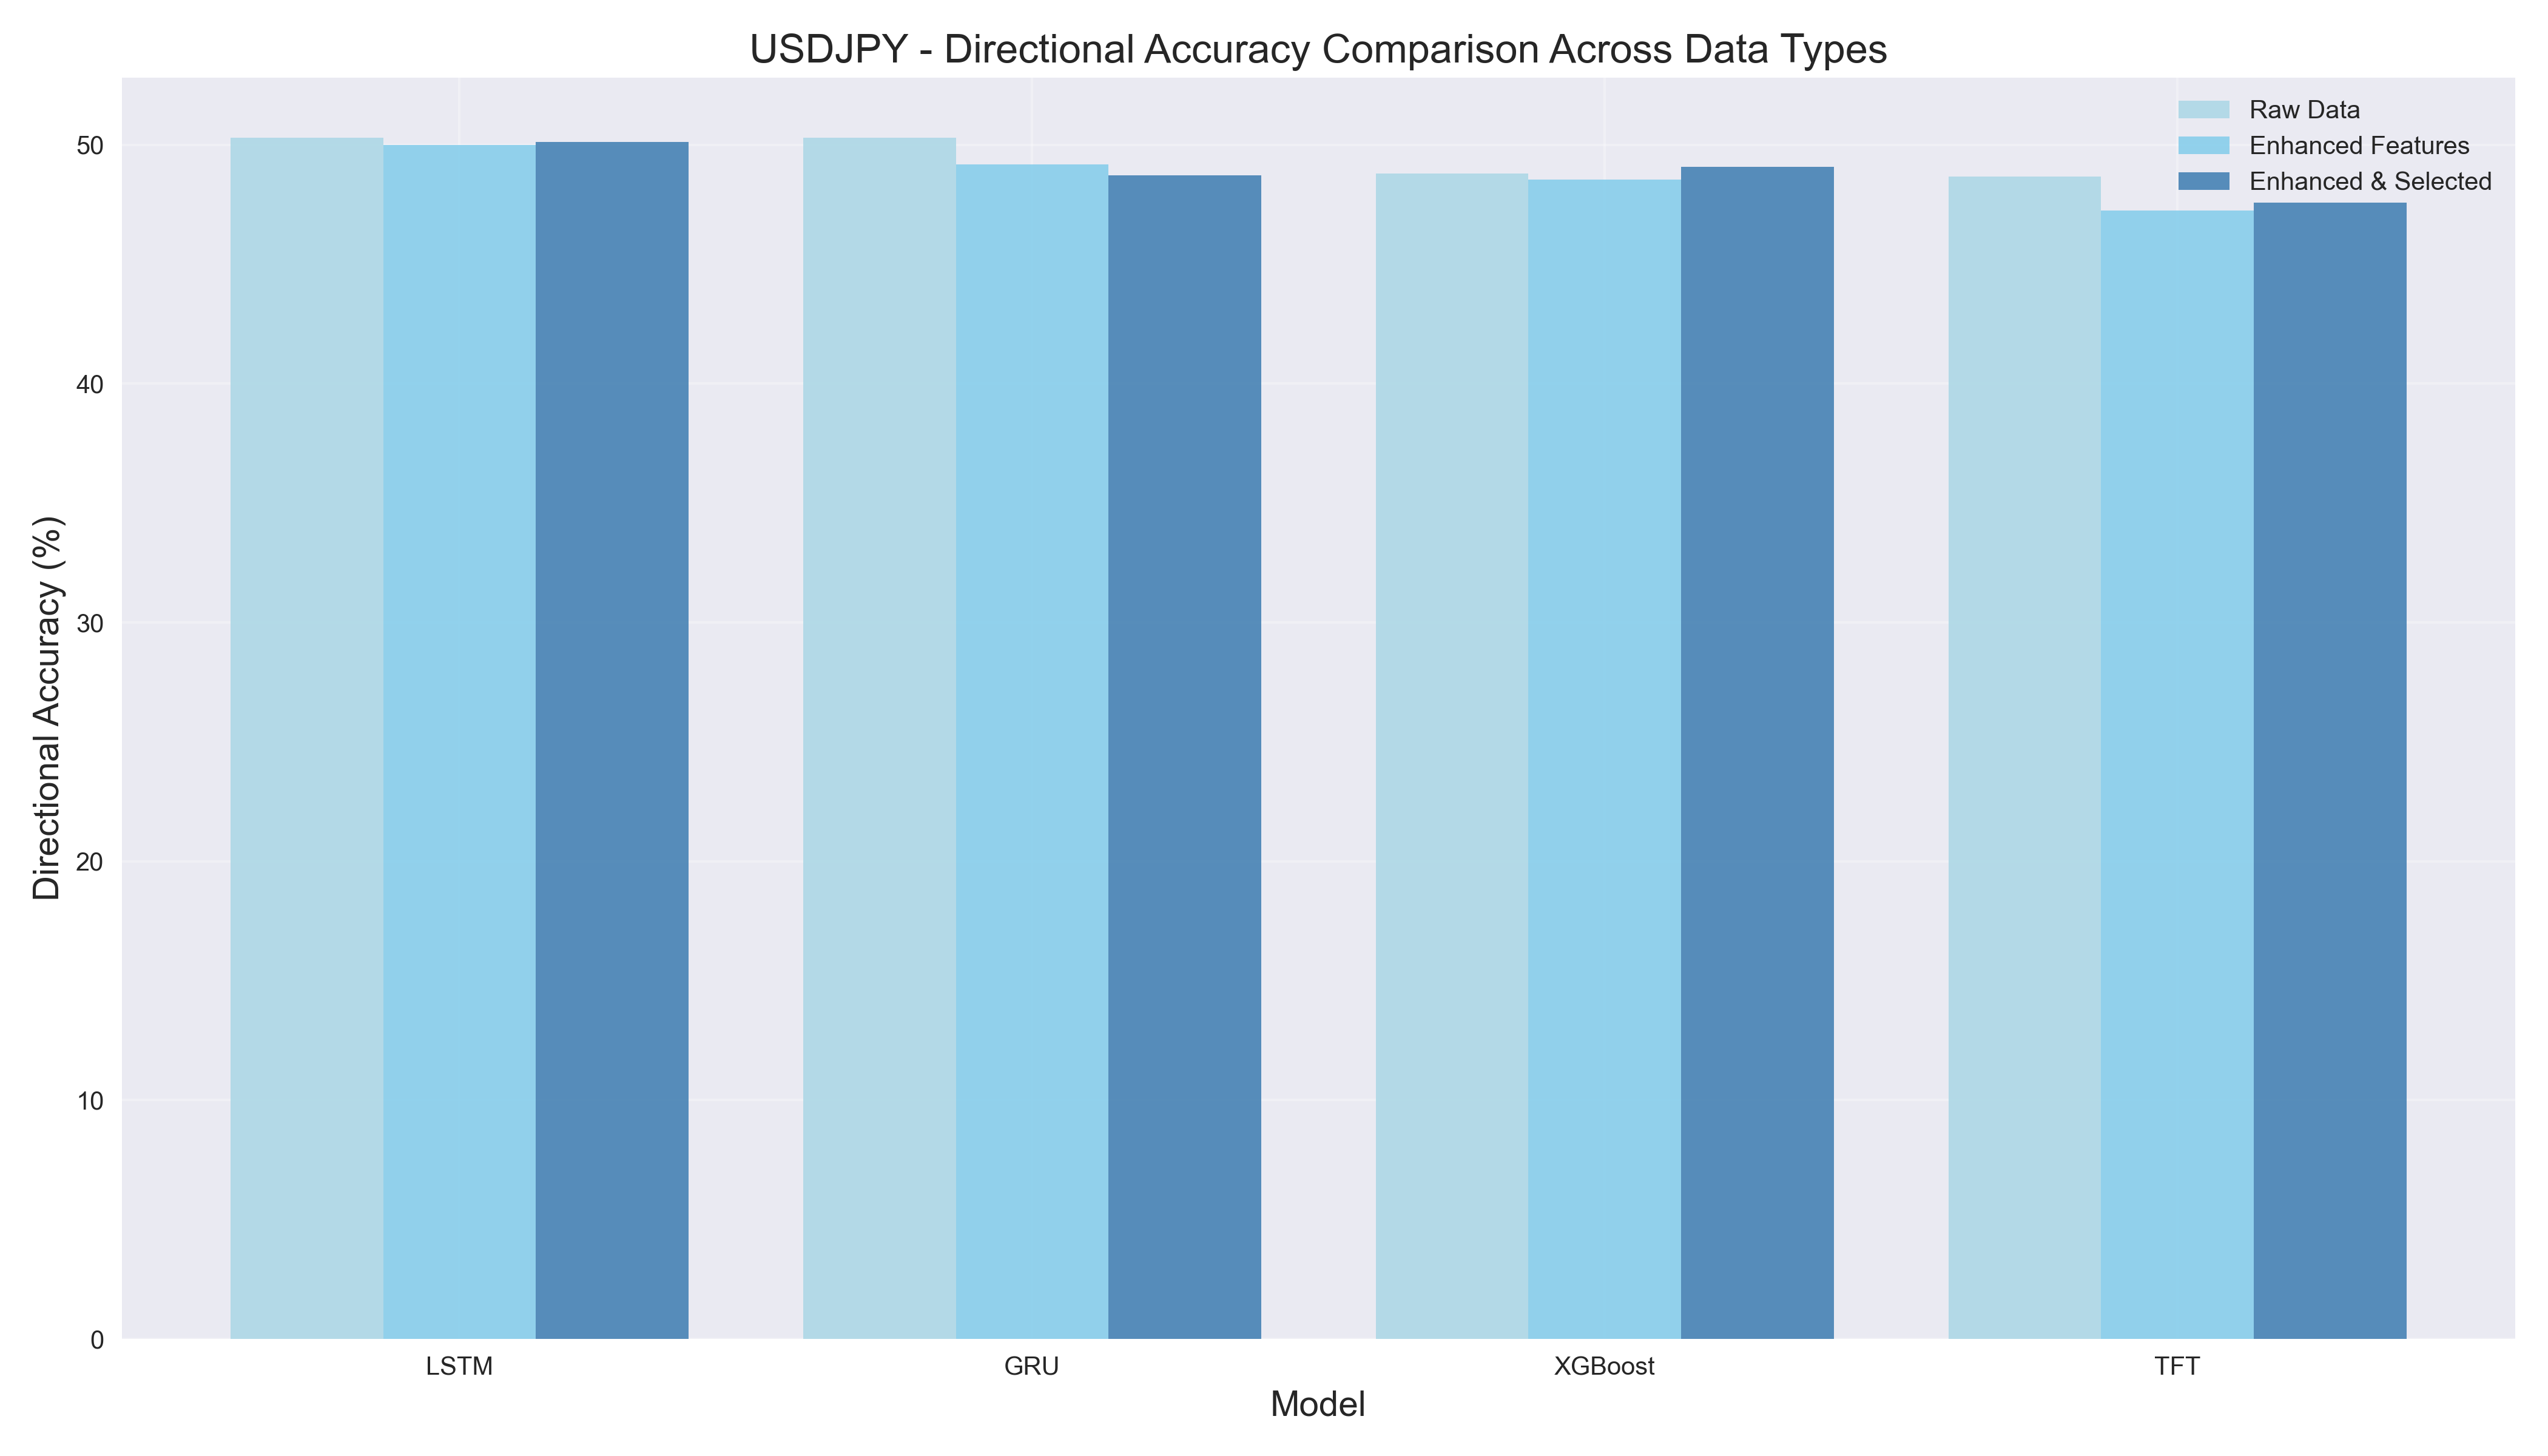 USDJPY - Directional Accuracy Comparison Across Data Types
Raw Data
Enhanced Features
Enhanced & Selected
Directional Accuracy (%)
50
40
30
20
10
0
LSTM GRU XGBoost TFT
Model